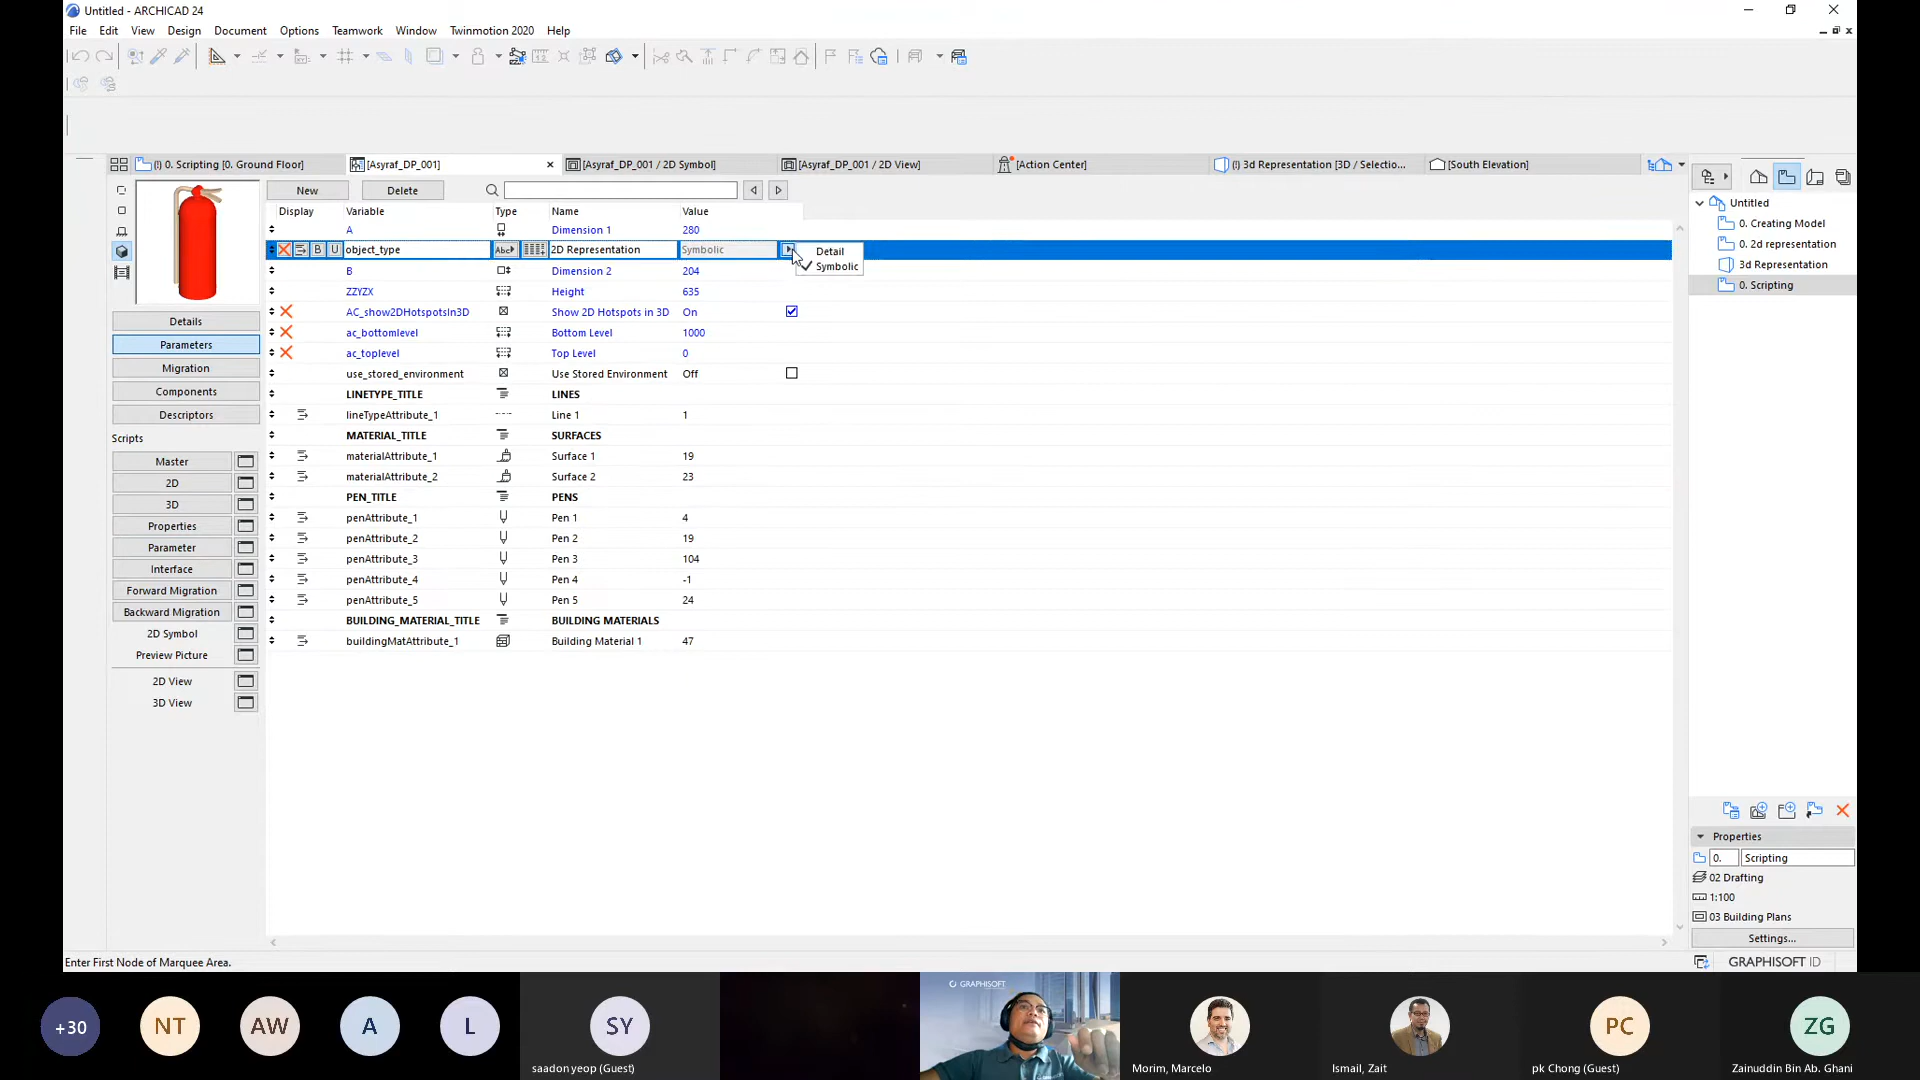 Untitled - ARCHICAD 24
File Edit View Design Document Options Teamwork Window Twinmotion 2020 Help
(!) 0. Scripting [0. Ground Floor]
[Asyraf_DP_001]
[Asyraf_DP_001 / 2D Symbol]
[Asyraf_DP_001 / 2D View]
[Action Center]
(!) 3d Representation [3D / Selectio...
[South Elevation]
New
Delete
Display Variable Type Name Value
A Dimension 1 280
B U object_type Abc 2D Representation Symbolic
Detail
Symbolic
B Dimension 2 204
ZZYZX Height 635
AC_show2DHotspotsIn3D Show 2D Hotspots in 3D On
ac_bottomlevel Bottom Level 1000
ac_toplevel Top Level 0
use_stored_environment Use Stored Environment Off
LINETYPE_TITLE LINES
lineTypeAttribute_1 Line 1 1
MATERIAL_TITLE SURFACES
materialAttribute_1 Surface 1 19
materialAttribute_2 Surface 2 23
PEN_TITLE PENS
penAttribute_1 Pen 1 4
penAttribute_2 Pen 2 19
penAttribute_3 Pen 3 104
penAttribute_4 Pen 4 -1
penAttribute_5 Pen 5 24
BUILDING_MATERIAL_TITLE BUILDING MATERIALS
buildingMatAttribute_1 Building Material 1 47
Details
Parameters
Migration
Components
Descriptors
Scripts
Master
2D
3D
Properties
Parameter
Interface
Forward Migration
Backward Migration
2D Symbol
Preview Picture
2D View
3D View
Untitled
0. Creating Model
0. 2d representation
3d Representation
0. Scripting
Properties
0. Scripting
02 Drafting
1:100
03 Building Plans
Settings...
GRAPHISOFT ID
Enter First Node of Marquee Area.
+30
NT
AW
A
L
SY
saadon yeop (Guest)
GRAPHISOFT
Morim, Marcelo
Ismail, Zait
PC
pk Chong (Guest)
ZG
Zainuddin Bin Ab. Ghani